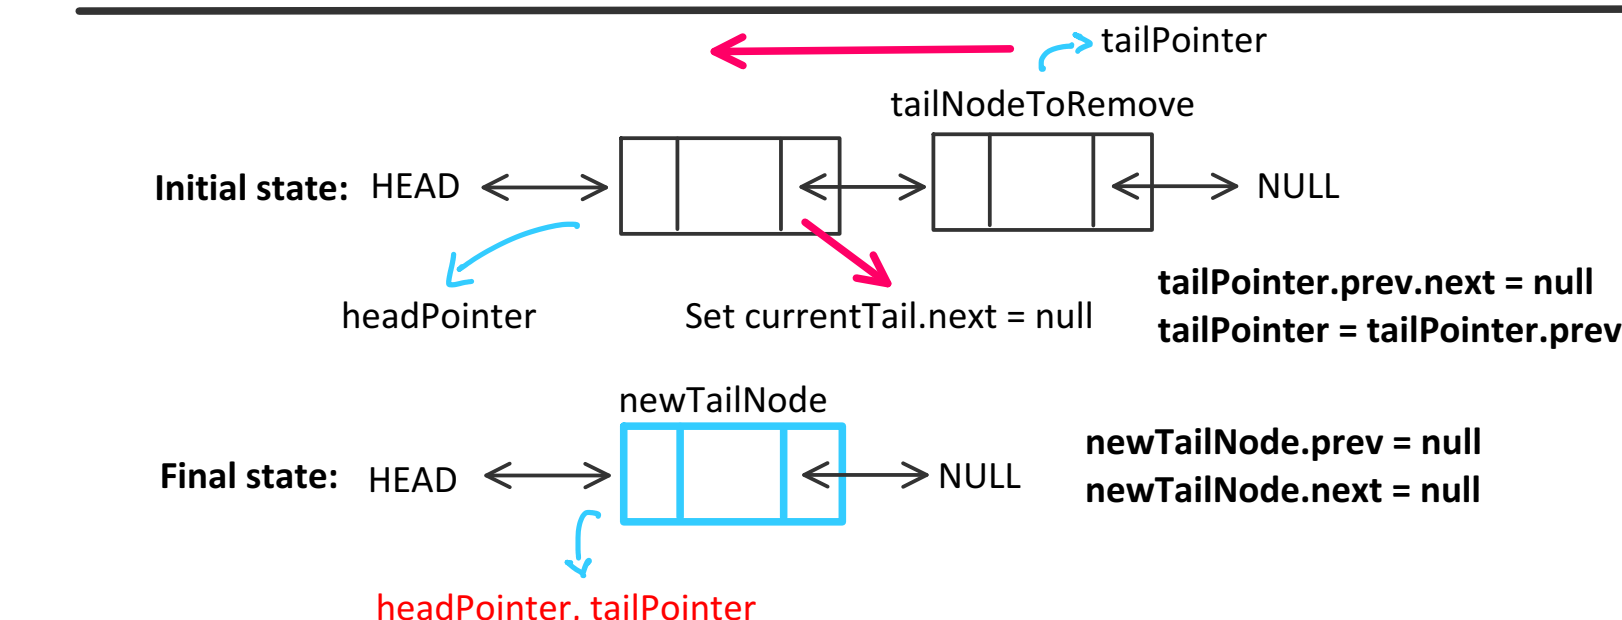 tailPointer
tailNodeToRemove
Initial state: HEAD NULL
headPointer
Set currentTail.next = null
tailPointer.prev.next = null
tailPointer = tailPointer.prev
newTailNode
Final state: HEAD NULL
newTailNode.prev = null
newTailNode.next = null
headPointer, tailPointer